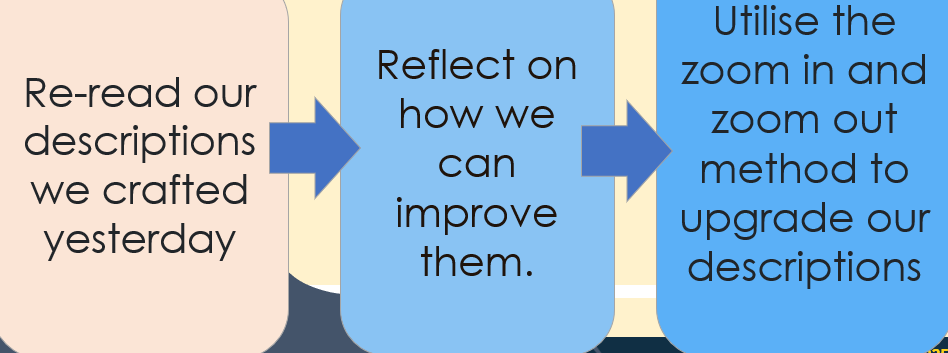 Re-read our
descriptions
we crafted
yesterday
Reflect on
how we
can
improve
them.
Utilise the
zoom in and
zoom out
method to
upgrade our
descriptions